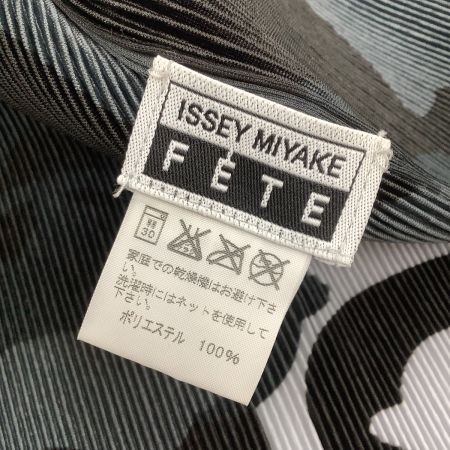 ISSEY MIYAKE
FÉTE
30
家庭での乾燥機はお避け下さ
い。
洗濯時にはネットを使用して
下さい。
ポリエステル 100%